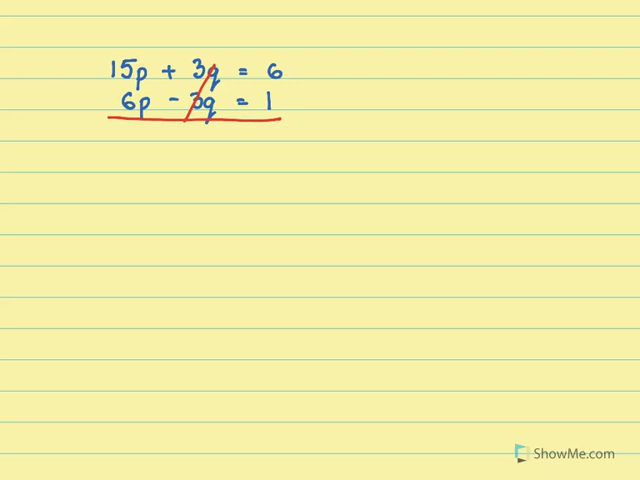 15p + 3q = 6
6p - 3q = 1
ShowMe.com